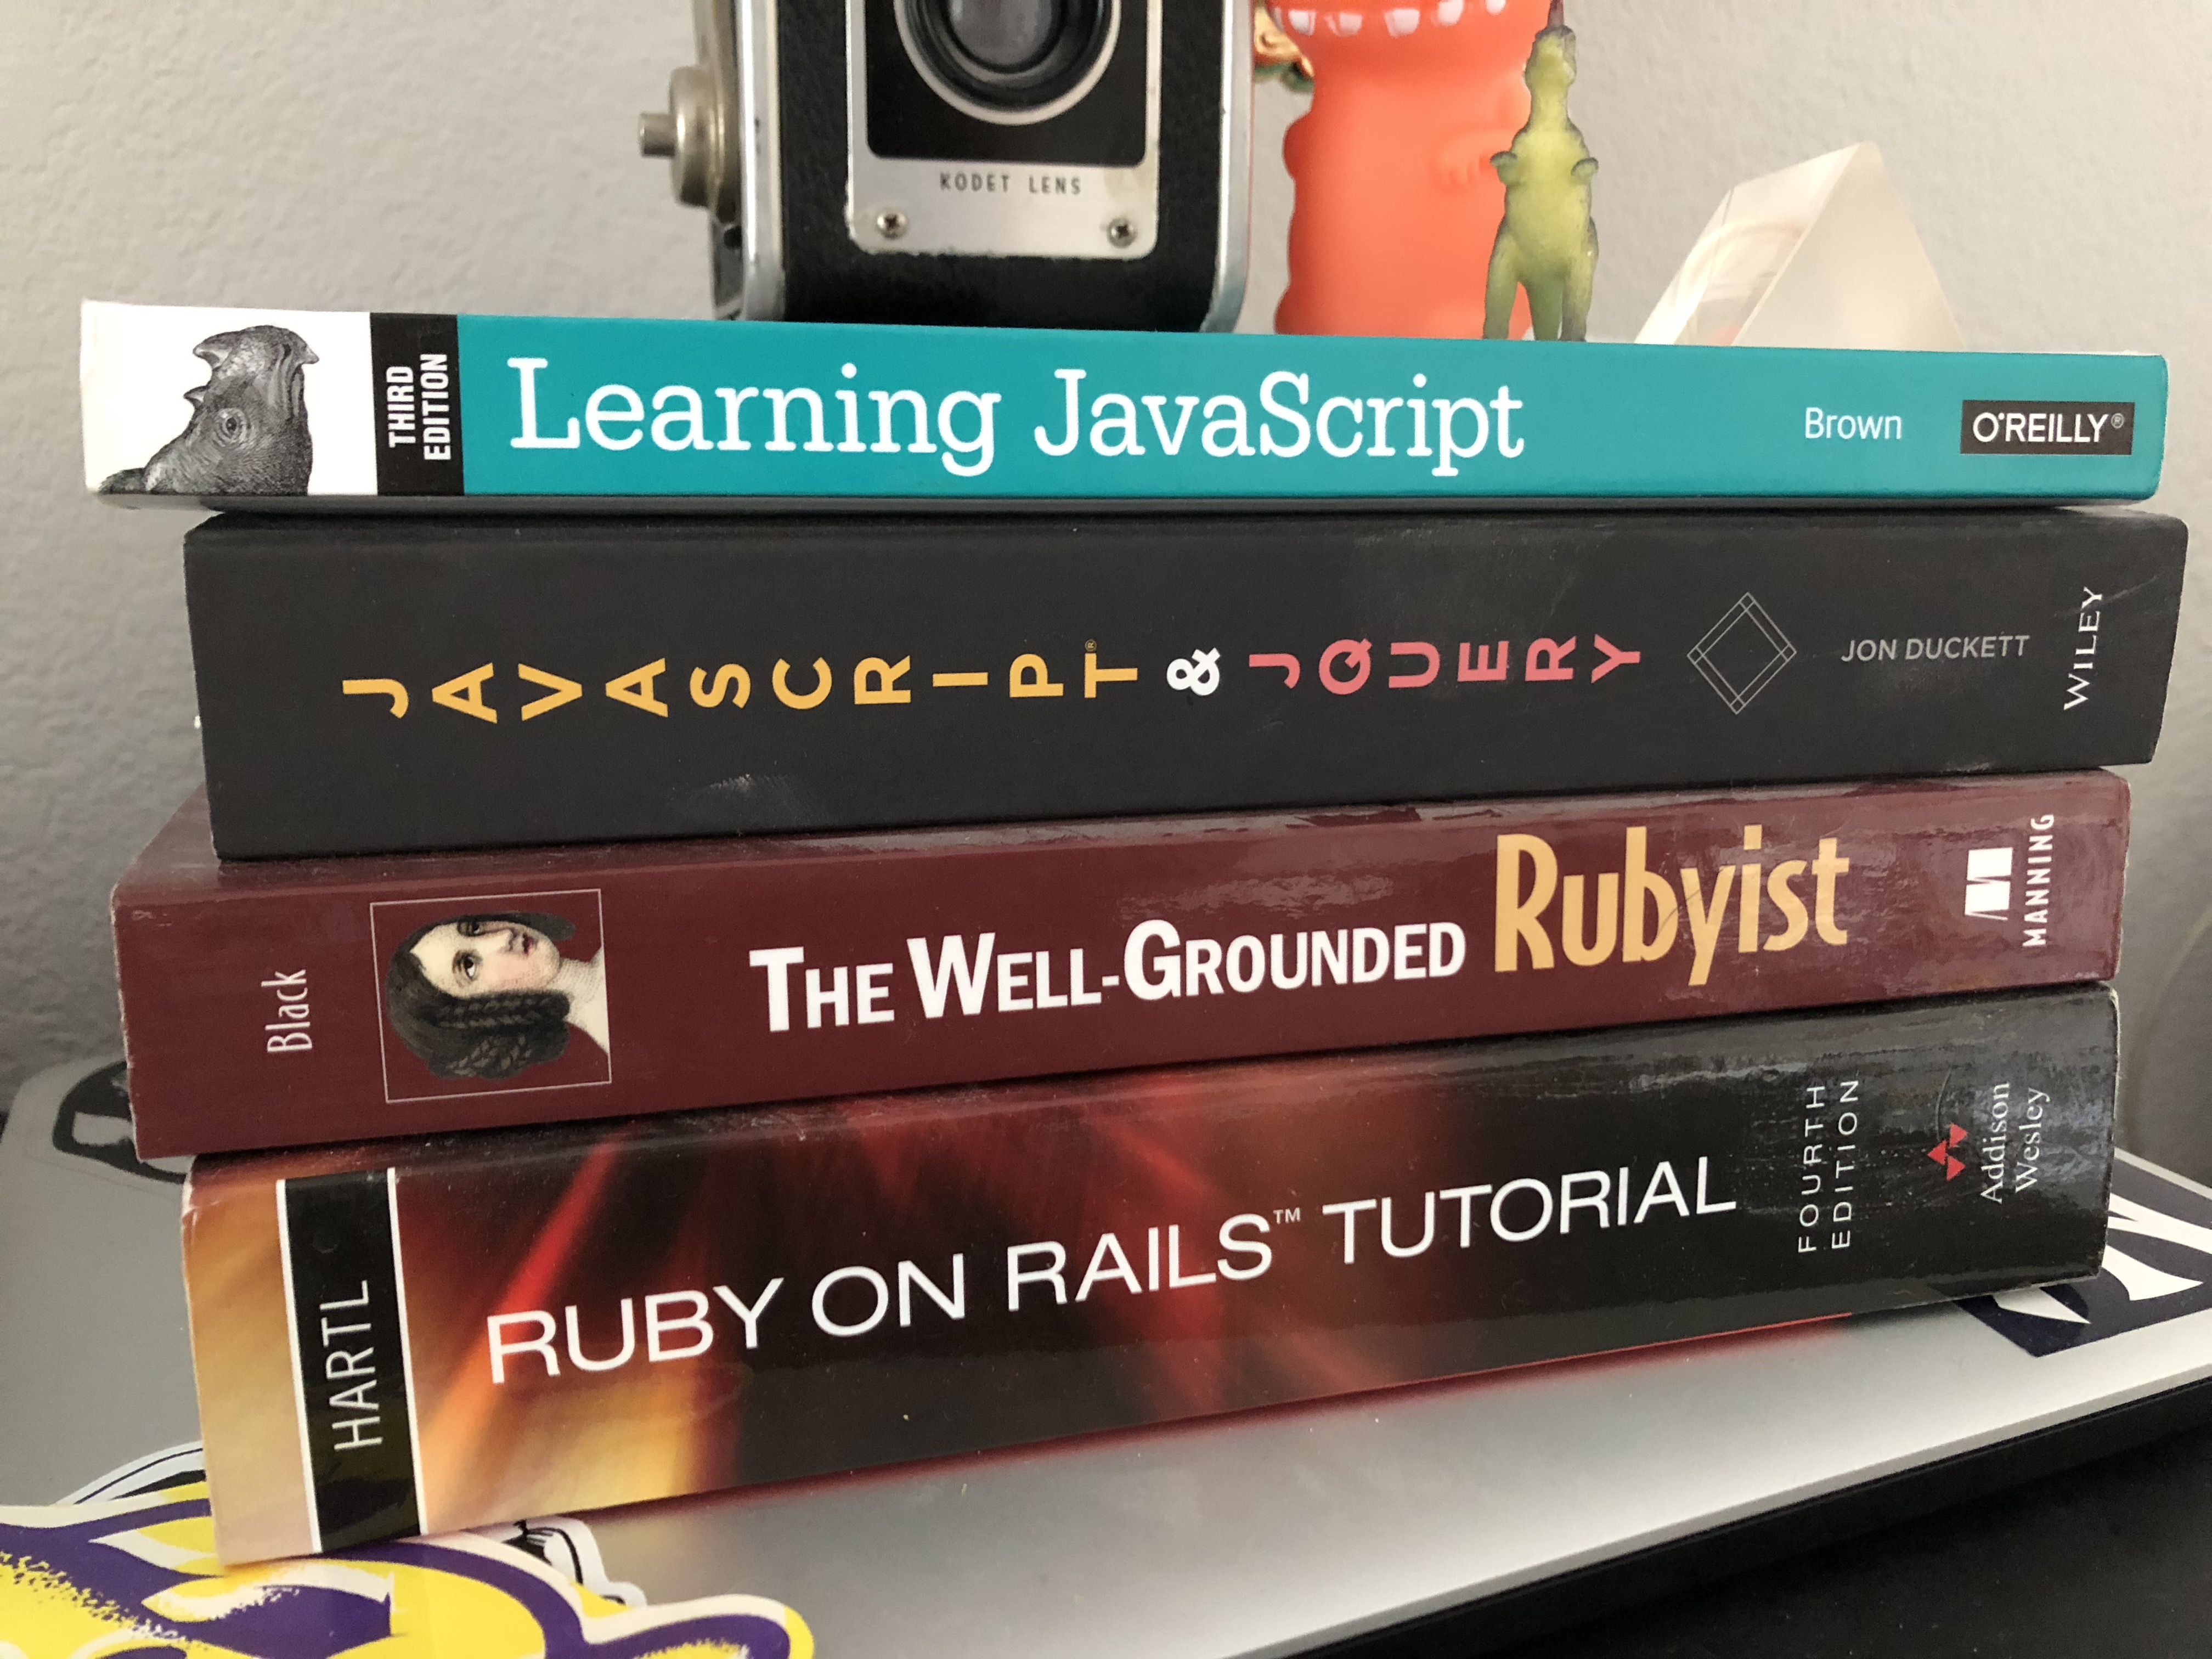 KODET LENS
THIRD
EDITION
Learning JavaScript
Brown
O'REILLY®
JAVASCRIPT® & JQUERY
JON DUCKETT
WILEY
Black
THE WELL-GROUNDED Rubyist
MANNING
HARTL
RUBY ON RAILS™ TUTORIAL
FOURTH
EDITION
Addison
Wesley